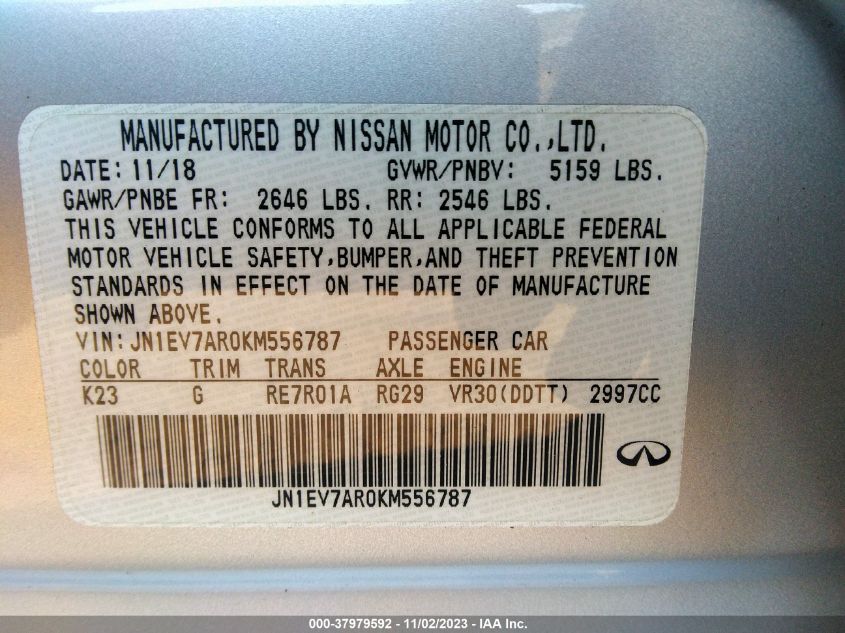 MANUFACTURED BY NISSAN MOTOR CO.,LTD.
DATE: 11/18 GVWR/PNBV: 5159 LBS.
GAWR/PNBE FR: 2646 LBS. RR: 2546 LBS.
THIS VEHICLE CONFORMS TO ALL APPLICABLE FEDERAL
MOTOR VEHICLE SAFETY,BUMPER,AND THEFT PREVENTION
STANDARDS IN EFFECT ON THE DATE OF MANUFACTURE
SHOWN ABOVE.
VIN:JN1EV7AR0KM556787 PASSENGER CAR
COLOR TRIM TRANS AXLE ENGINE
K23 G RE7R01A RG29 VR30(DDTT) 2997CC
JN1EV7AR0KM556787
000-37979592 - 11/02/2023 - IAA Inc.